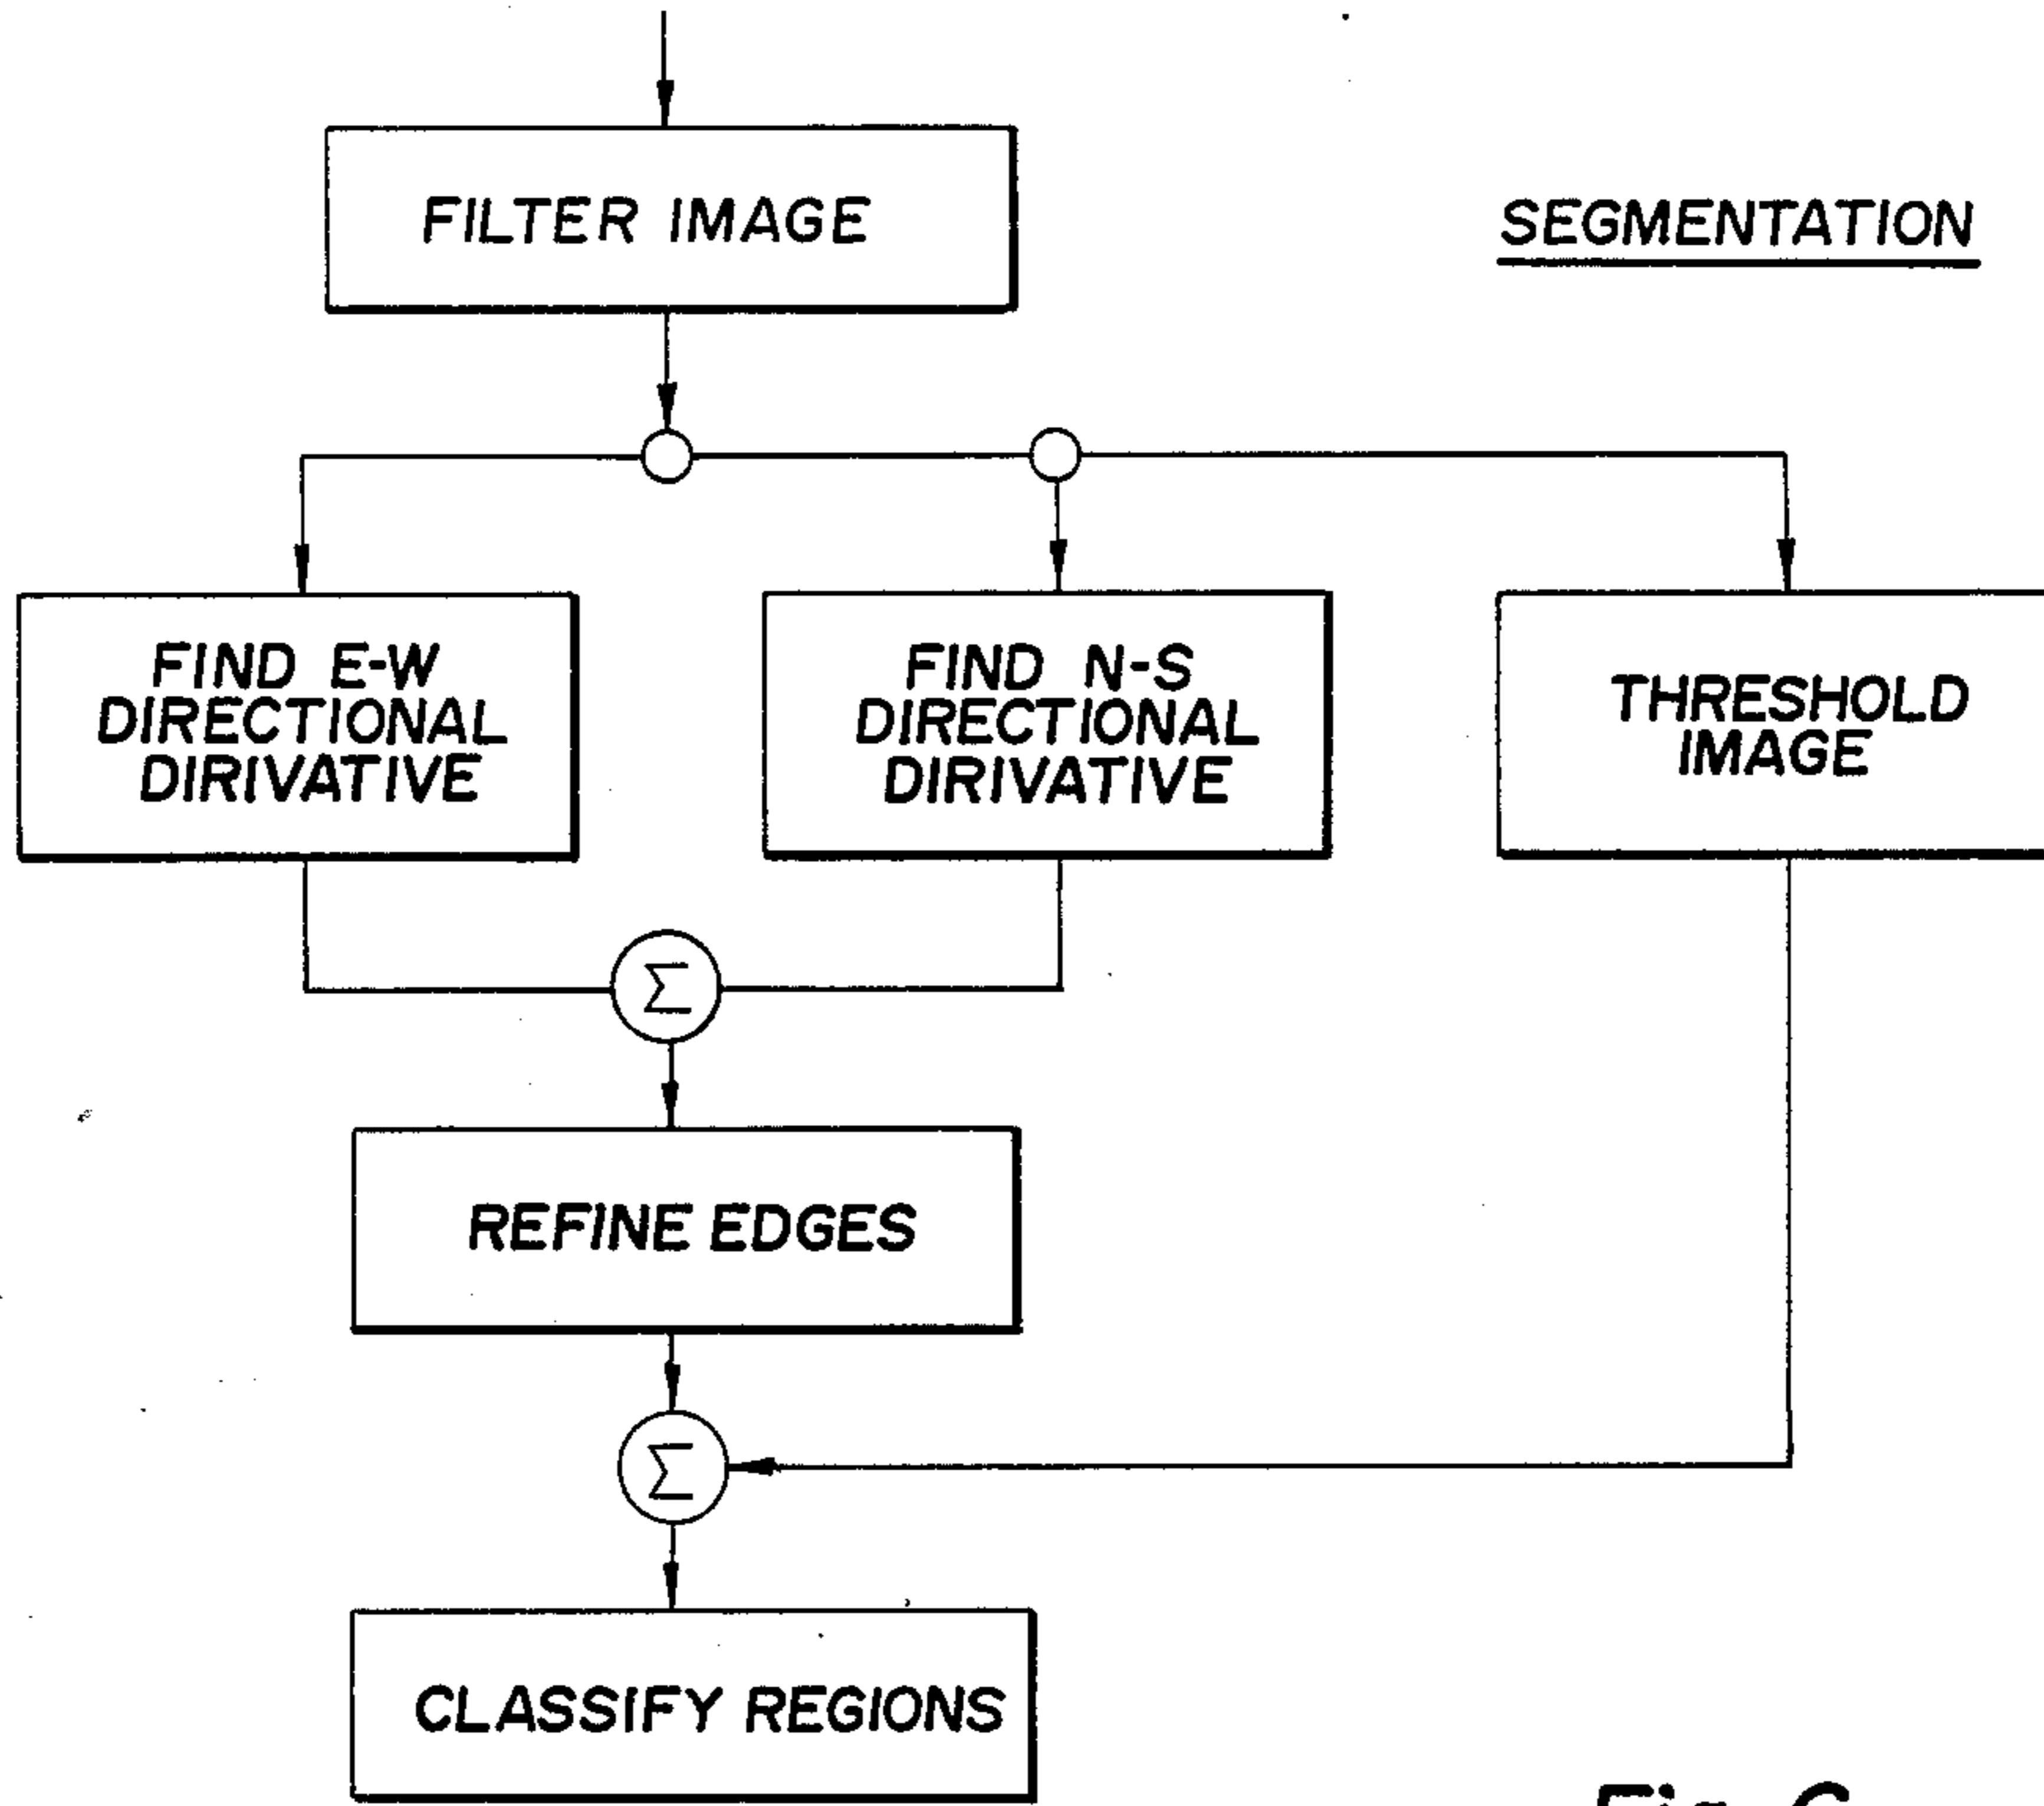 FILTER IMAGE
SEGMENTATION
FIND E-W
DIRECTIONAL
DIRIVATIVE
FIND N-S
DIRECTIONAL
DIRIVATIVE
THRESHOLD
IMAGE
Σ
REFINE EDGES
Σ
CLASSIFY REGIONS